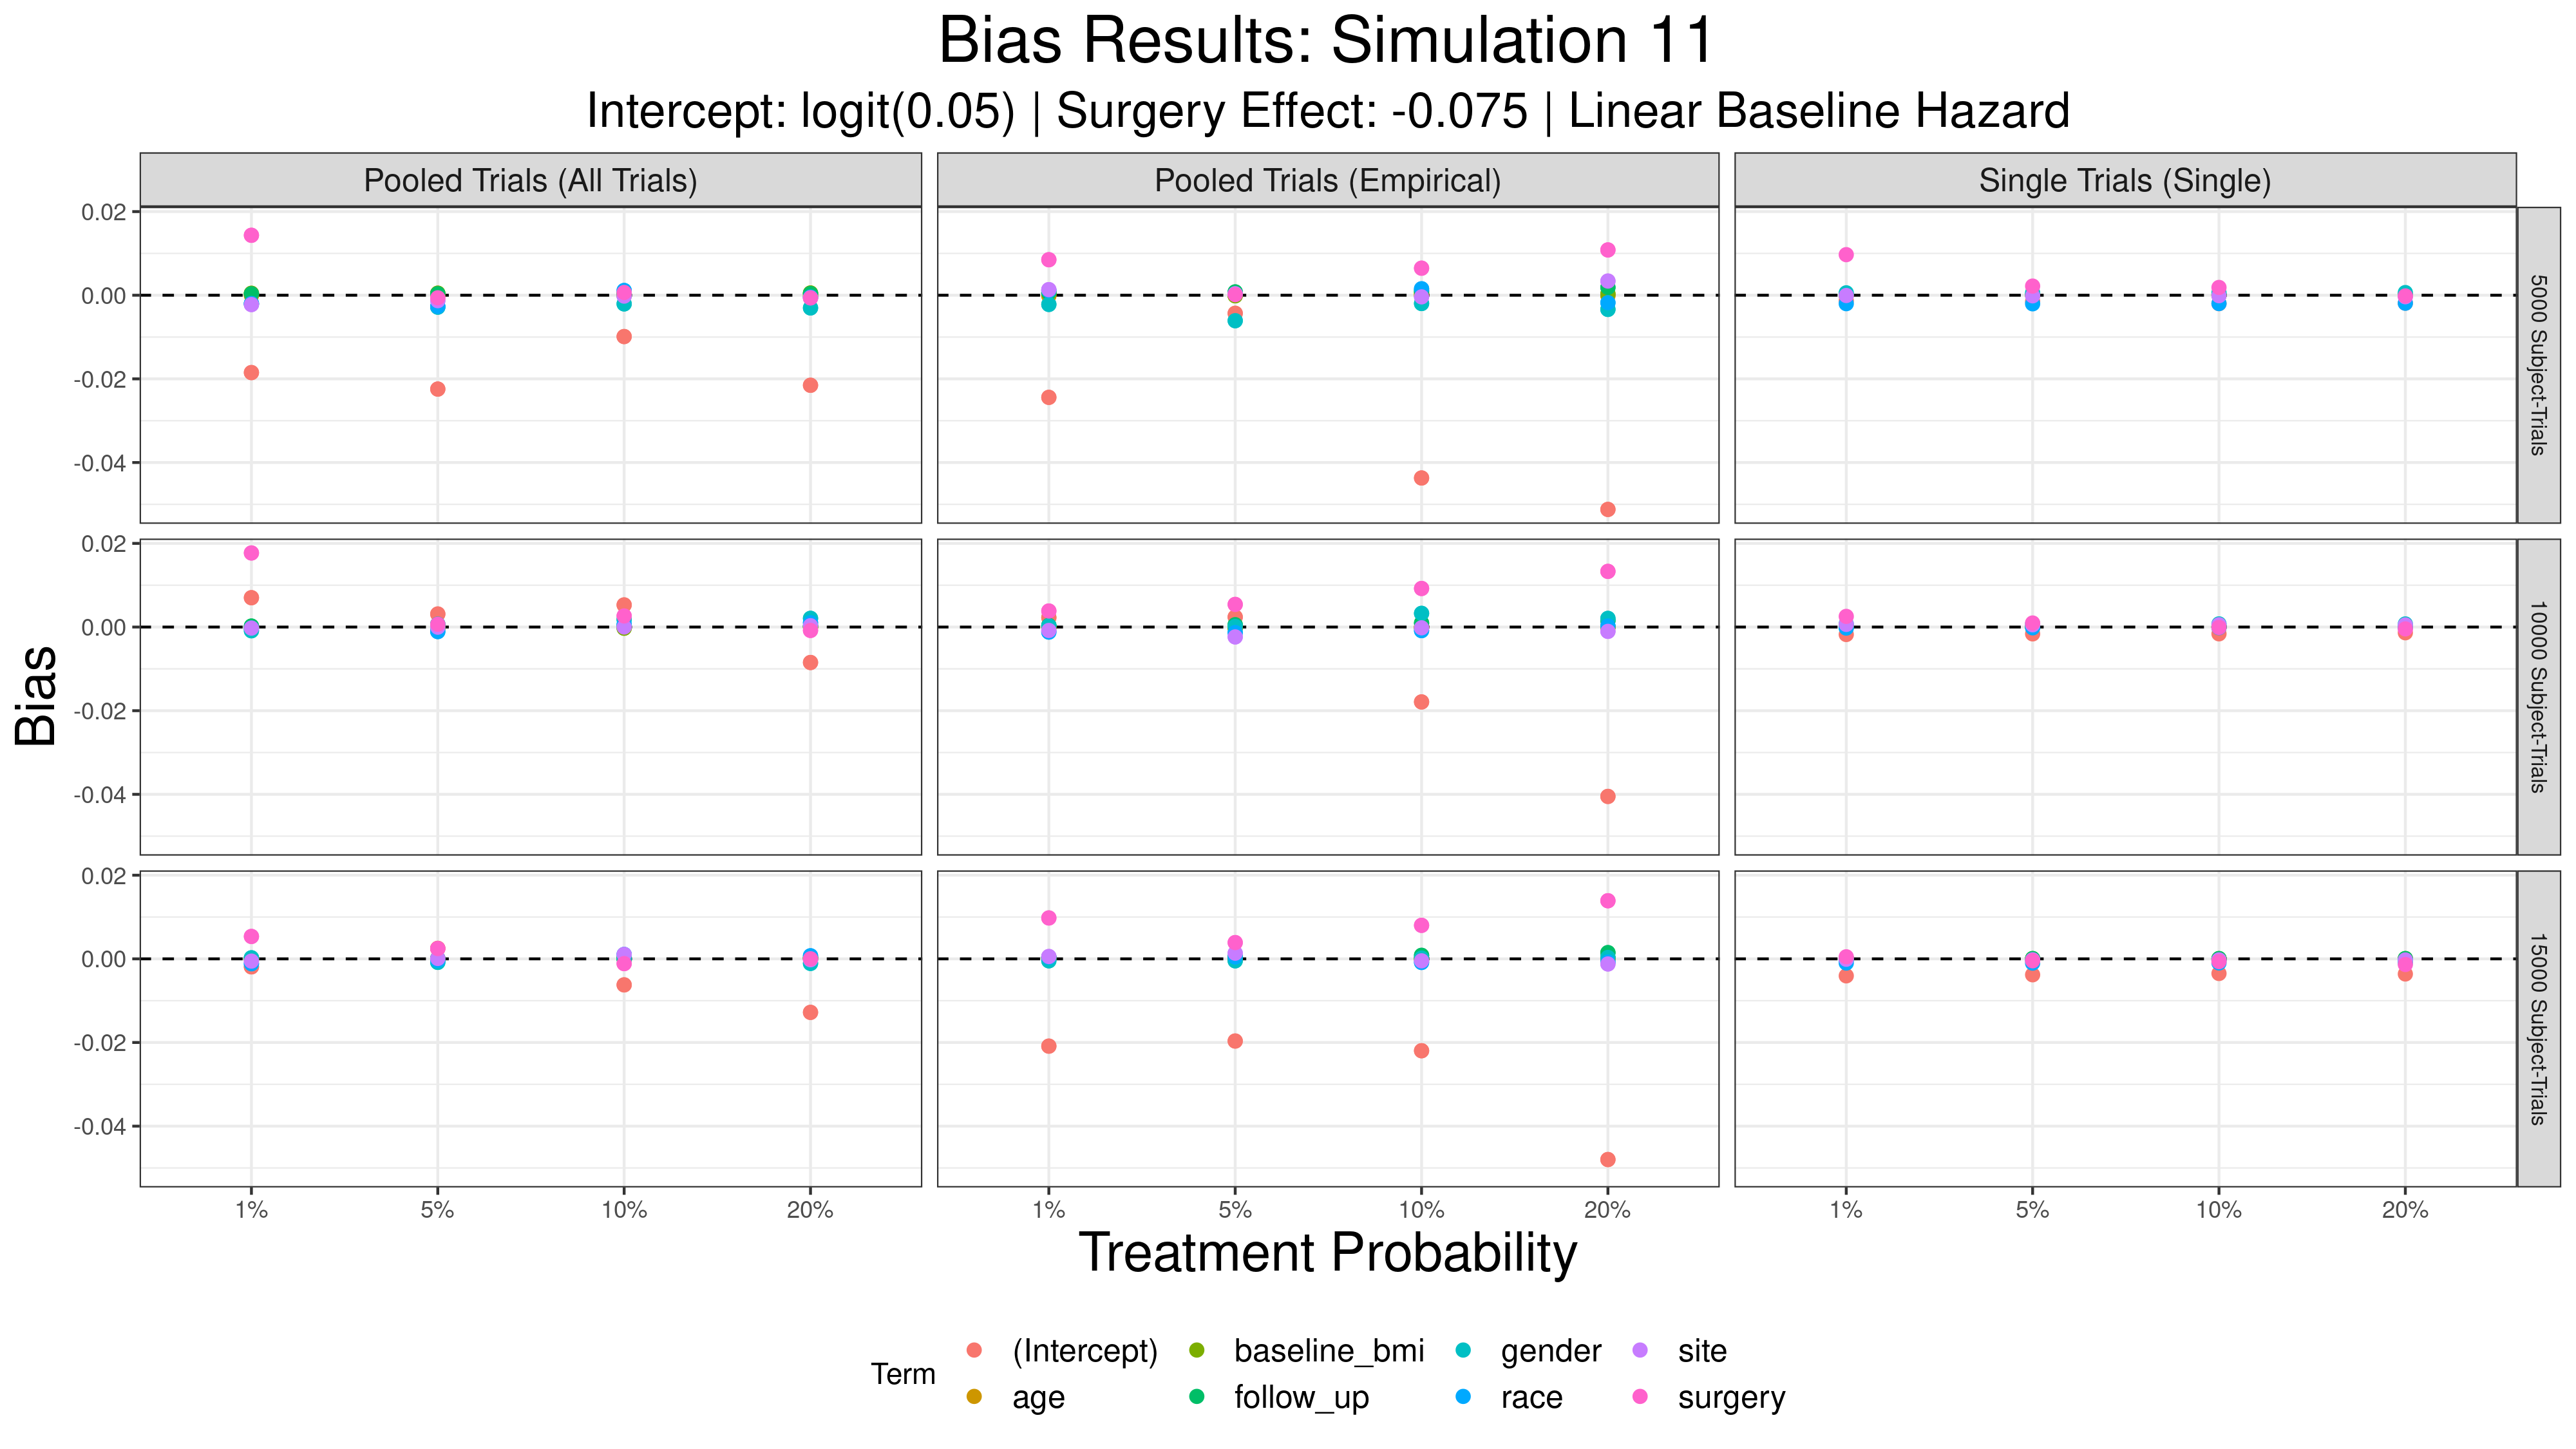 Bias Results: Simulation 11
Intercept: logit(0.05) | Surgery Effect: -0.075 | Linear Baseline Hazard
Pooled Trials (All Trials)
Pooled Trials (Empirical)
Single Trials (Single)
0.02
0.00
-0.02
-0.04
5000 Subject-Trials
0.02
0.00
-0.02
-0.04
10000 Subject-Trials
0.02
0.00
-0.02
-0.04
15000 Subject-Trials
Bias
1% 5% 10% 20%
1% 5% 10% 20%
1% 5% 10% 20%
Treatment Probability
Term
(Intercept) baseline_bmi gender site
age follow_up race surgery